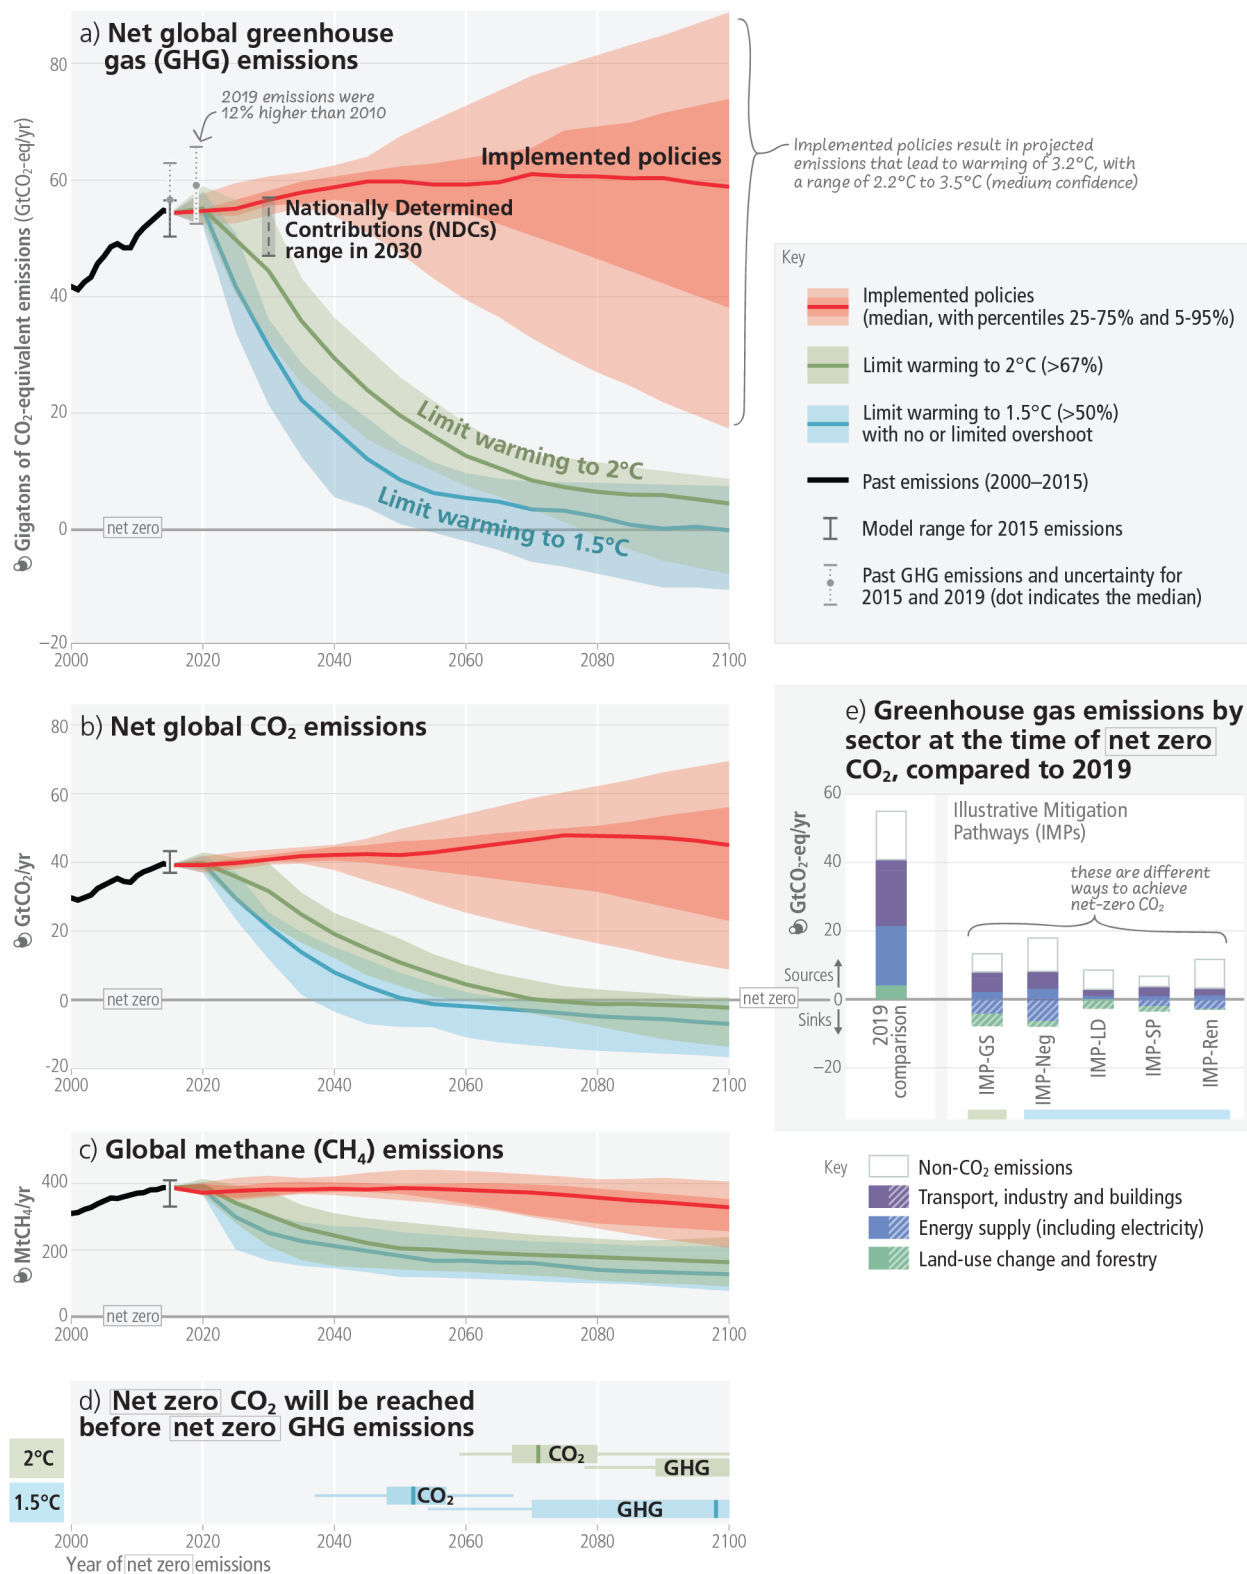 a) Net global greenhouse
gas (GHG) emissions
2019 emissions were
12% higher than 2010
Gigatons of CO₂-equivalent emissions (GtCO₂-eq/yr)
80
60
40
20
0
−20
net zero
Implemented policies
Nationally Determined
Contributions (NDCs)
range in 2030
Limit warming to 2°C
Limit warming to 1.5°C
2000
2020
2040
2060
2080
2100
Implemented policies result in projected
emissions that lead to warming of 3.2°C, with
a range of 2.2°C to 3.5°C (medium confidence)
Key
Implemented policies
(median, with percentiles 25-75% and 5-95%)
Limit warming to 2°C (>67%)
Limit warming to 1.5°C (>50%)
with no or limited overshoot
Past emissions (2000–2015)
Model range for 2015 emissions
Past GHG emissions and uncertainty for
2015 and 2019 (dot indicates the median)
b) Net global CO₂ emissions
GtCO₂/yr
80
60
40
20
0
-20
net zero
net zero
2000
2020
2040
2060
2080
2100
c) Global methane (CH₄) emissions
MtCH₄/yr
400
200
0
net zero
2000
2020
2040
2060
2080
2100
d) Net zero CO₂ will be reached
before net zero GHG emissions
2°C
CO₂
GHG
1.5°C
CO₂
GHG
2000
2020
2040
2060
2080
2100
Year of net zero emissions
e) Greenhouse gas emissions by
sector at the time of net zero
CO₂, compared to 2019
GtCO₂-eq/yr
60
40
20
0
−20
Sources
Sinks
Illustrative Mitigation
Pathways (IMPs)
these are different
ways to achieve
net-zero CO₂
2019
comparison
IMP-GS
IMP-Neg
IMP-LD
IMP-SP
IMP-Ren
Key
Non-CO₂ emissions
Transport, industry and buildings
Energy supply (including electricity)
Land-use change and forestry